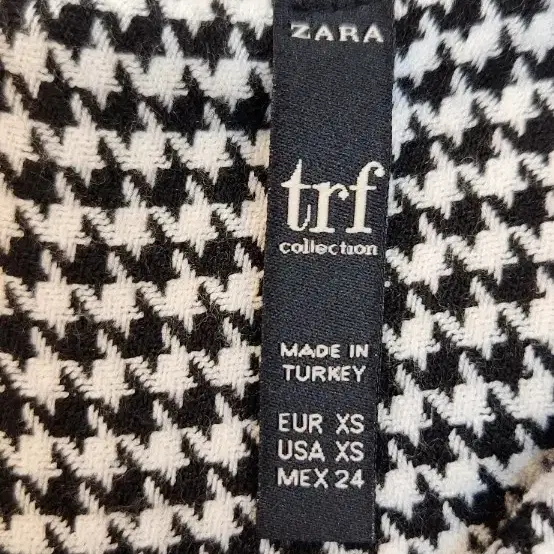 ZARA
trf
collection
MADE IN
TURKEY
EUR XS
USA XS
MEX 24